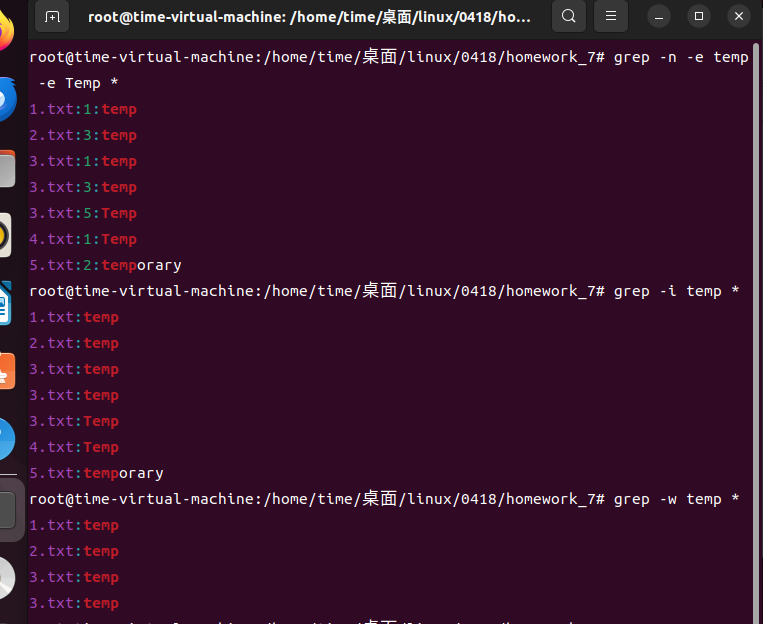 root@time-virtual-machine: /home/time/桌面/linux/0418/ho...
root@time-virtual-machine:/home/time/桌面/linux/0418/homework_7# grep -n -e temp
 -e Temp *
1.txt:1:temp
2.txt:3:temp
3.txt:1:temp
3.txt:3:temp
3.txt:5:Temp
4.txt:1:Temp
5.txt:2:temporary
root@time-virtual-machine:/home/time/桌面/linux/0418/homework_7# grep -i temp *
1.txt:temp
2.txt:temp
3.txt:temp
3.txt:temp
3.txt:Temp
4.txt:Temp
5.txt:temporary
root@time-virtual-machine:/home/time/桌面/linux/0418/homework_7# grep -w temp *
1.txt:temp
2.txt:temp
3.txt:temp
3.txt:temp